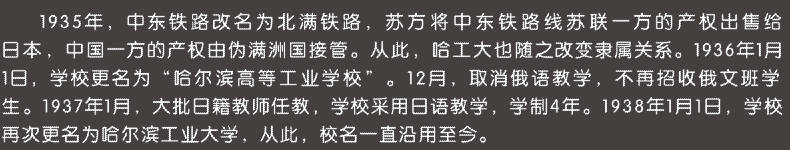 1935年，中东铁路改名为北满铁路，苏方将中东铁路线苏联一方的产权出售给
日本，中国一方的产权由伪满洲国接管。从此，哈工大也随之改变隶属关系。1936年1月
1日，学校更名为“哈尔滨高等工业学校”。12月，取消俄语教学，不再招收俄文班学
生。1937年1月，大批日籍教师任教，学校采用日语教学，学制4年。1938年1月1日，学校
再次更名为哈尔滨工业大学，从此，校名一直沿用至今。